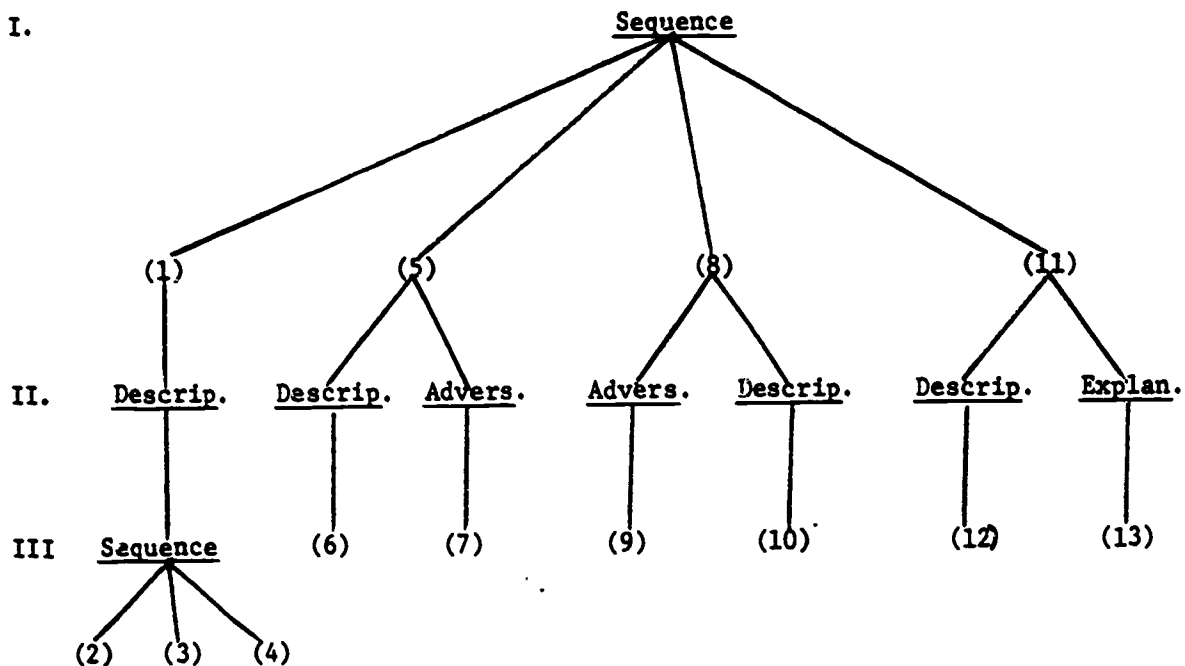 I. Sequence
(1) (5) (8) (11)
II. Descrip. Descrip. Advers. Advers. Descrip. Descrip. Explan.
III Sequence (6) (7) (9) (10) (12) (13)
(2) (3) (4)